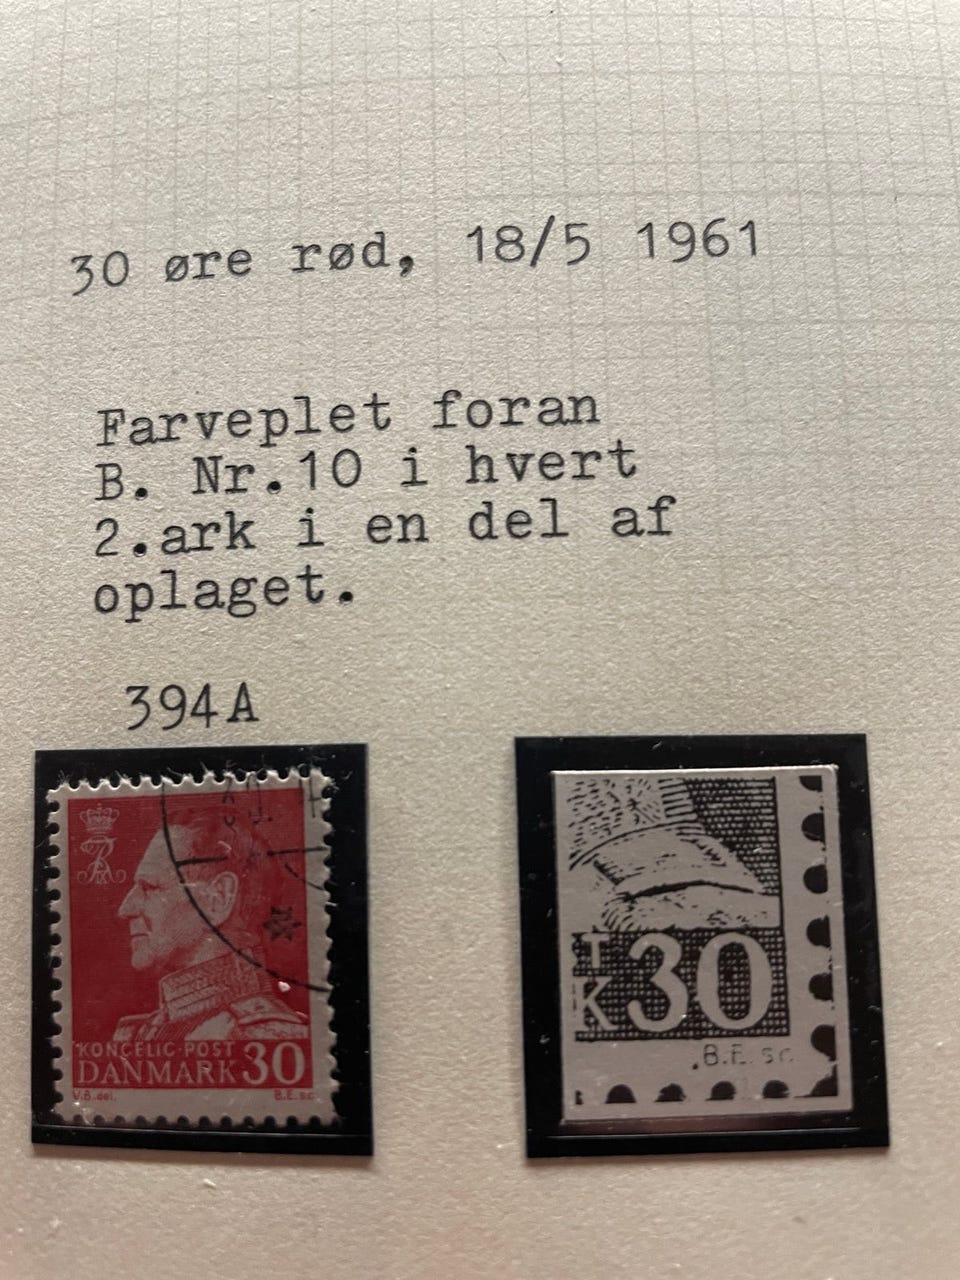 30 øre rød, 18/5 1961
Farveplet foran
B. Nr.10 i hvert
2.ark i en del af
oplaget.
394A
KONGELIG·POST
DANMARK 30
V.B.del. B.E.sc.
T
K 30
.B.E. sc.